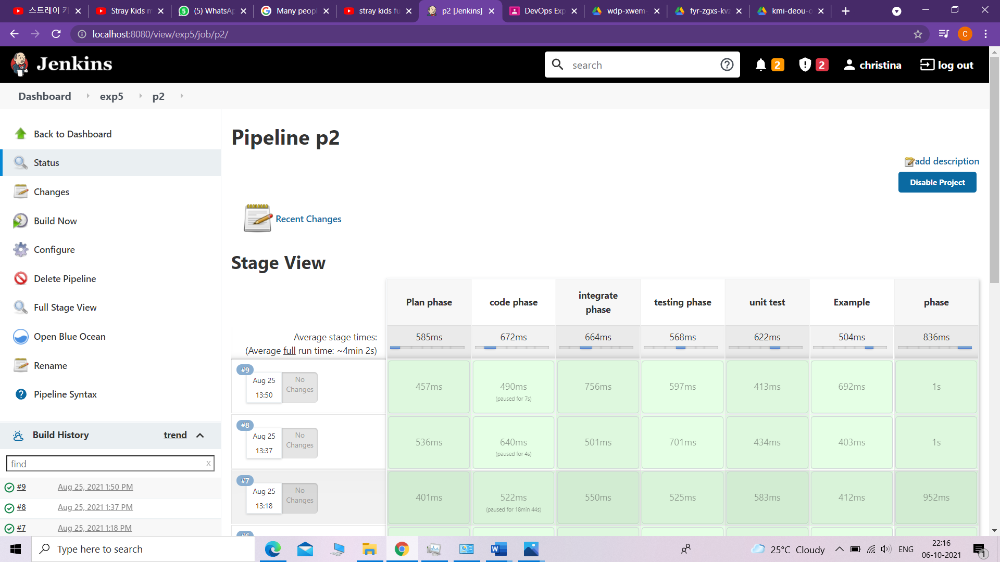 스트레이 키
Stray Kids m
(5) WhatsAp
Many peopl
stray kids fu
p2 [Jenkins]
DevOps Exp
wdp-xwem-
fyr-zgxs-kvz
kmi-deou-o
localhost:8080/view/exp5/job/p2/
C
Jenkins
search
2
2
christina
log out
Dashboard
exp5
p2
Back to Dashboard
Status
Changes
Build Now
Configure
Delete Pipeline
Full Stage View
Open Blue Ocean
Rename
Pipeline Syntax
Build History
trend
find
x
#9
Aug 25, 2021 1:50 PM
#8
Aug 25, 2021 1:37 PM
#7
Aug 25, 2021 1:18 PM
Pipeline p2
add description
Disable Project
Recent Changes
Stage View
Plan phase
code phase
integrate
phase
testing phase
unit test
Example
phase
Average stage times:
(Average full run time: ~4min 2s)
585ms
672ms
664ms
568ms
622ms
504ms
836ms
#9
Aug 25
13:50
No
Changes
457ms
490ms
(paused for 7s)
756ms
597ms
413ms
692ms
1s
#8
Aug 25
13:37
No
Changes
536ms
640ms
(paused for 4s)
501ms
701ms
434ms
403ms
1s
#7
Aug 25
13:18
No
Changes
401ms
522ms
(paused for 18min 44s)
550ms
525ms
583ms
412ms
952ms
Type here to search
25°C Cloudy
ENG
22:16
06-10-2021
1